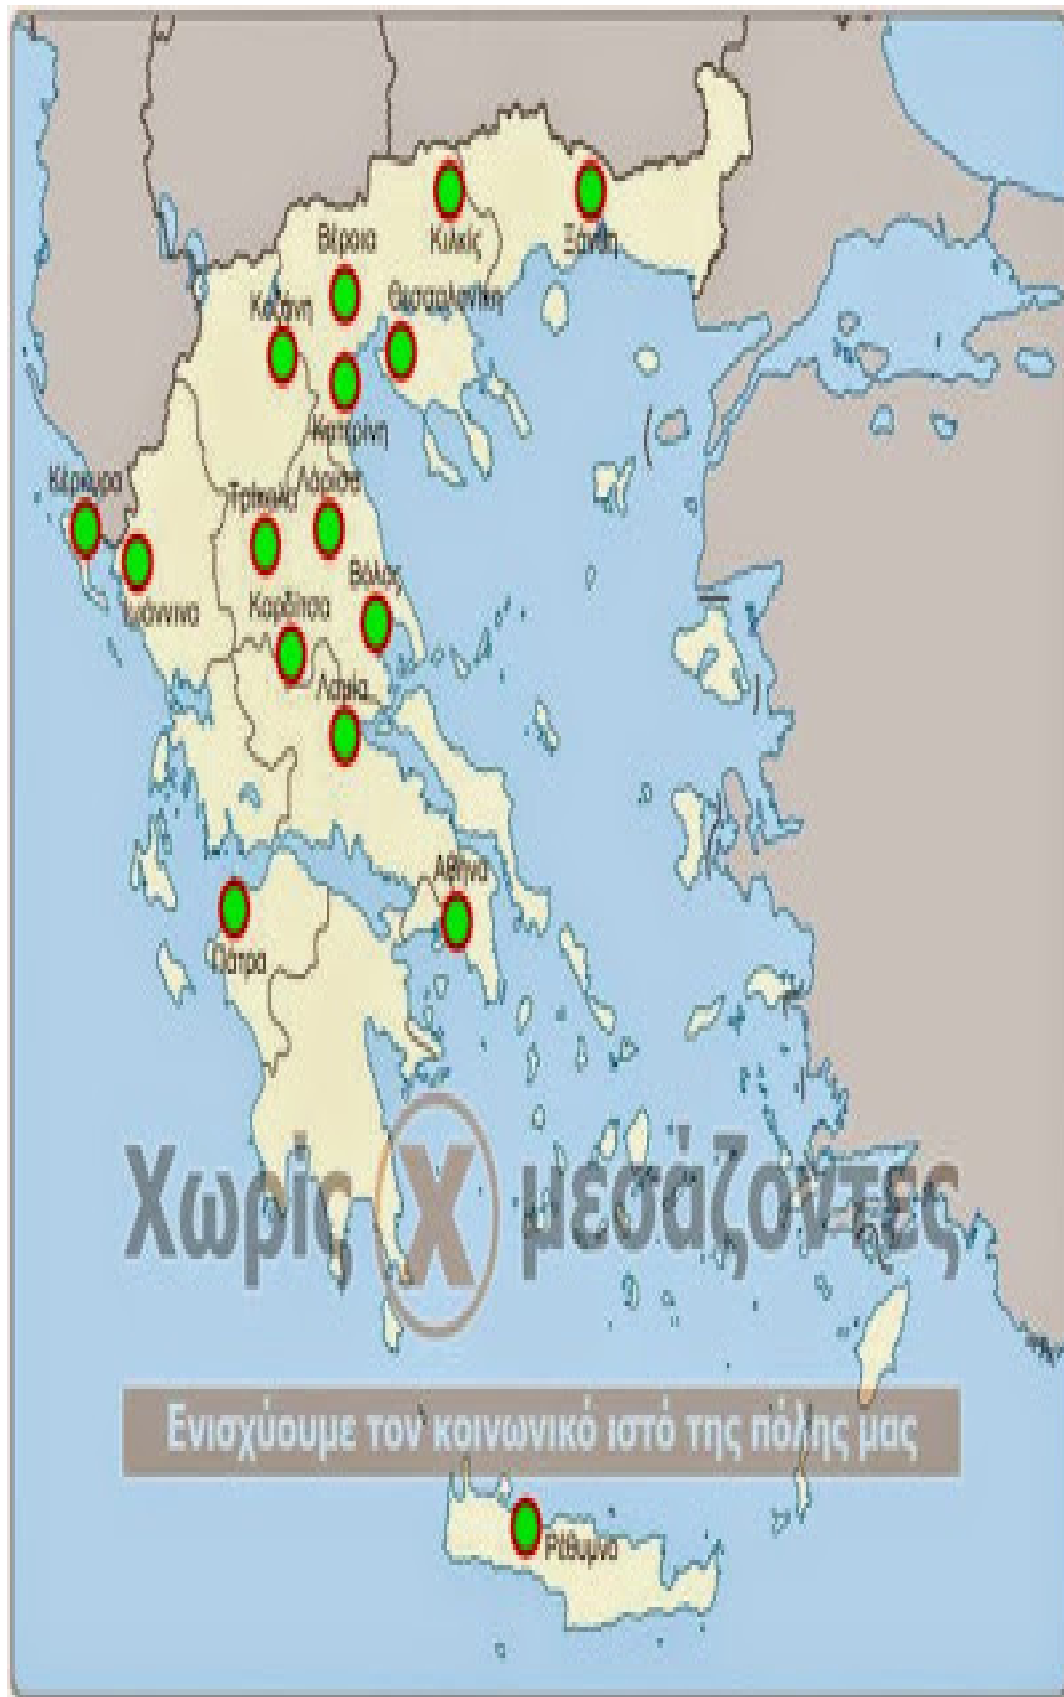 Κιλκίς
Ξάνθη
Βέροια
Θεσσαλονίκη
Κοζάνη
Κατερίνη
Κέρκυρα
Λάρισα
Τρίκαλα
Βόλος
Καρδίτσα
Ιωάννινα
Λαμία
Αθήνα
Πάτρα
Χωρίς Χ μεσάζοντες
Ενισχύουμε τον κοινωνικό ιστό της πόλης μας
Ρέθυμνο